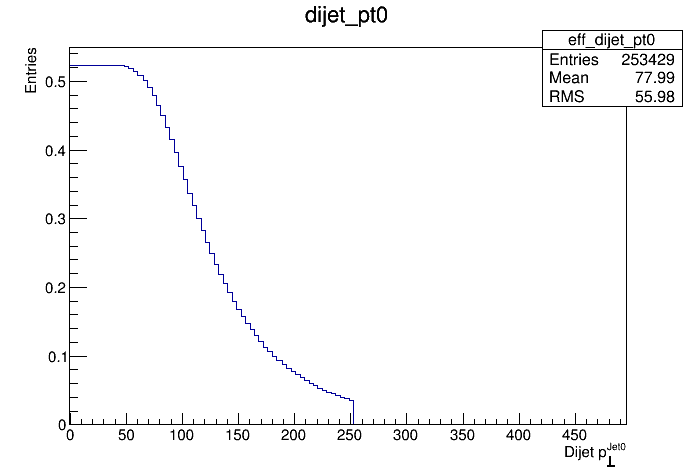 dijet_pt0
eff_dijet_pt0
Entries 253429
Mean 77.99
RMS 55.98
Entries
0.5
0.4
0.3
0.2
0.1
0
0 50 100 150 200 250 300 350 400 450
Dijet p⊥^Jet0